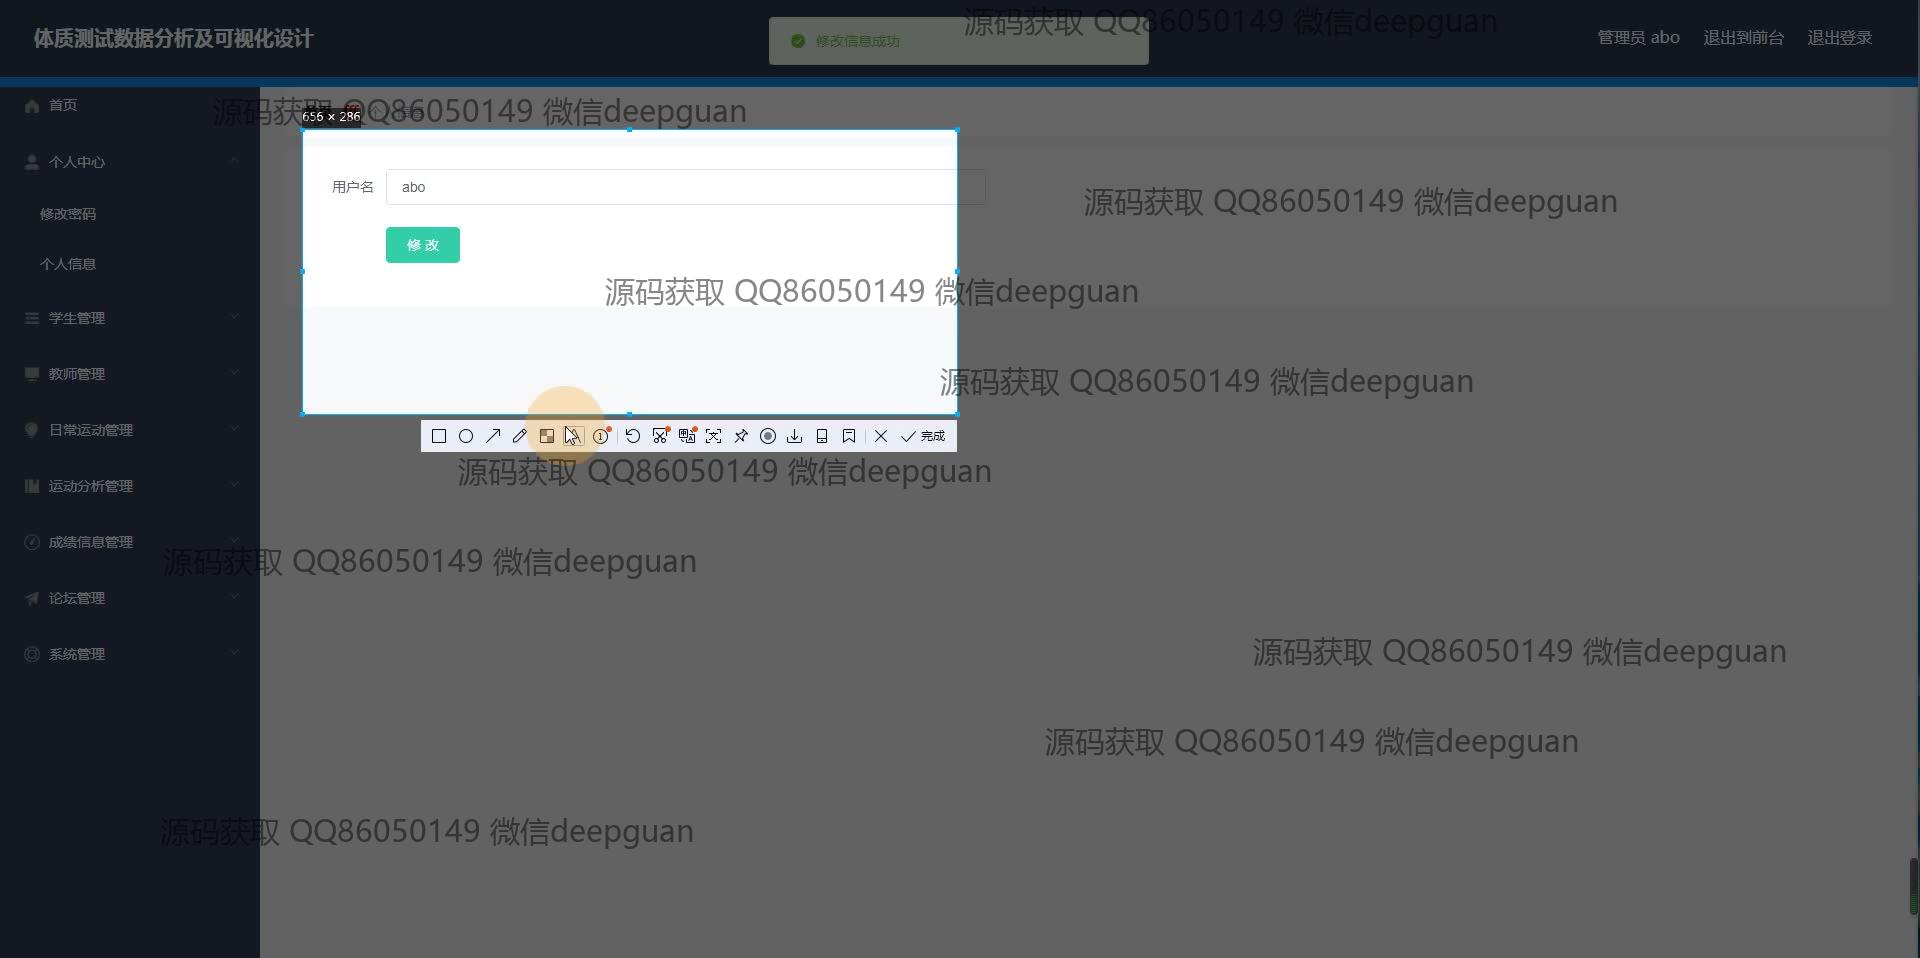 体质测试数据分析及可视化设计
修改信息成功
源码获取 QQ86050149 微信deepguan
管理员 abo
退出到前台
退出登录
首页
源码获取 QQ86050149 微信deepguan
656 × 286
个人中心
修改密码
个人信息
用户名
abo
源码获取 QQ86050149 微信deepguan
修 改
源码获取 QQ86050149 微信deepguan
学生管理
教师管理
源码获取 QQ86050149 微信deepguan
日常运动管理
完成
源码获取 QQ86050149 微信deepguan
运动分析管理
成绩信息管理
源码获取 QQ86050149 微信deepguan
论坛管理
系统管理
源码获取 QQ86050149 微信deepguan
源码获取 QQ86050149 微信deepguan
源码获取 QQ86050149 微信deepguan